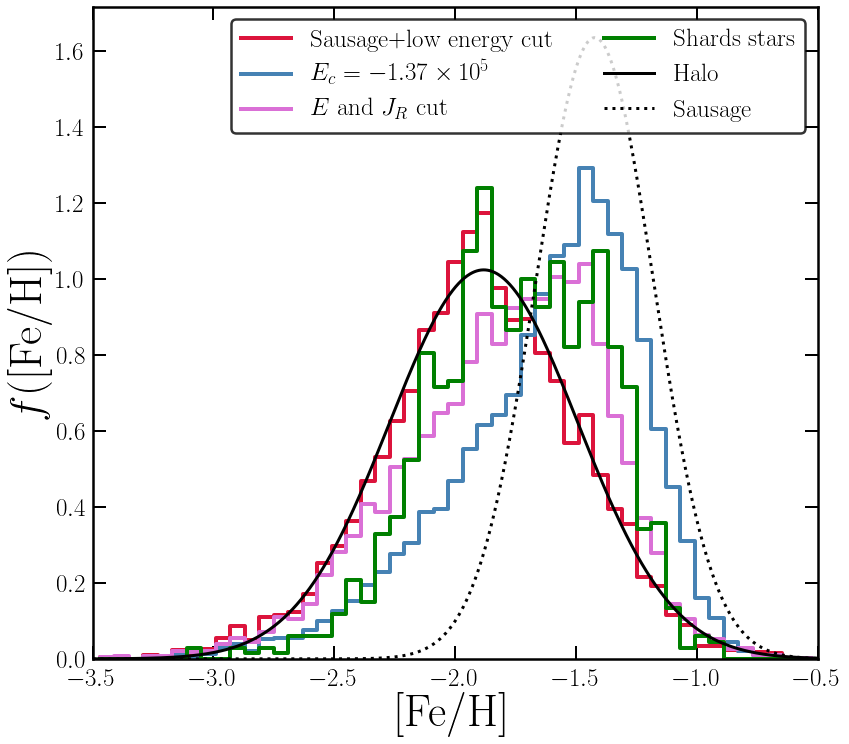 Sausage+low energy cut
E_c = −1.37 × 10^5
E and J_R cut
Shards stars
Halo
Sausage
f([Fe/H])
1.6
1.4
1.2
1.0
0.8
0.6
0.4
0.2
0.0
−3.5 −3.0 −2.5 −2.0 −1.5 −1.0 −0.5
[Fe/H]